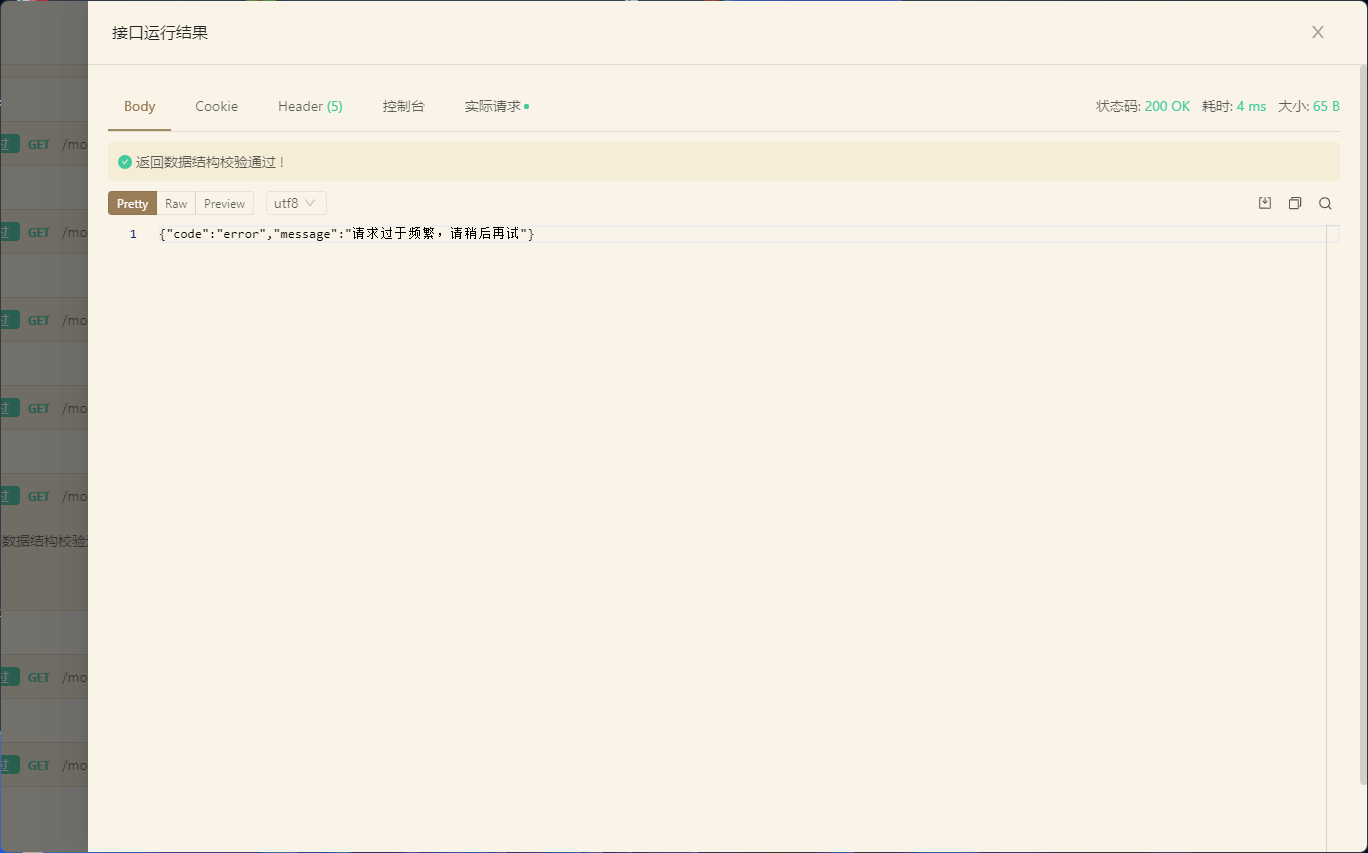 接口运行结果
Body Cookie Header (5) 控制台 实际请求 状态码: 200 OK 耗时: 4 ms 大小: 65 B
返回数据结构校验通过！
Pretty Raw Preview utf8
1 {"code":"error","message":"请求过于频繁，请稍后再试"}
过 GET /mo
过 GET /mo
过 GET /mo
过 GET /mo
过 GET /mo
数据结构校验
过 GET /mo
过 GET /mo